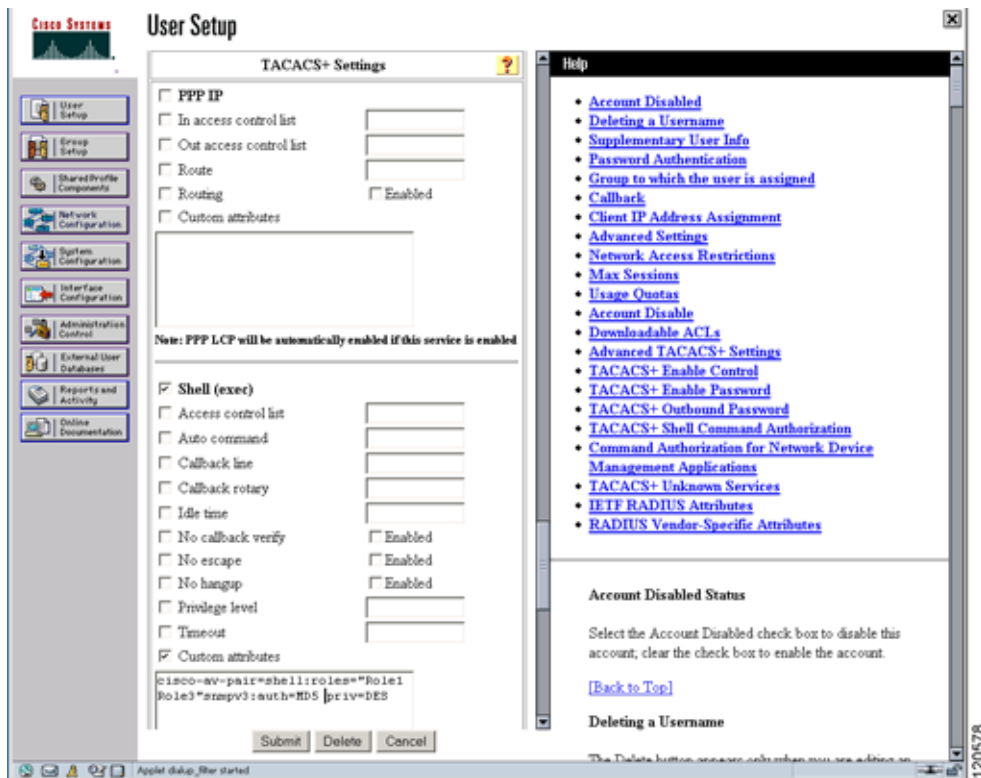 CISCO SYSTEMS
User Setup
User
Setup
Group
Setup
Shared Profile
Components
Network
Configuration
System
Configuration
Interface
Configuration
Administration
Control
External User
Databases
Reports and
Activity
Online
Documentation
TACACS+ Settings
?
PPP IP
In access control list
Out access control list
Route
Routing Enabled
Custom attributes
Note: PPP LCP will be automatically enabled if this service is enabled
Shell (exec)
Access control list
Auto command
Callback line
Callback rotary
Idle time
No callback verify Enabled
No escape Enabled
No hangup Enabled
Privilege level
Timeout
Custom attributes
cisco-av-pair=shell:roles="Role1
Role3"snmpv3:auth=MD5 priv=DES
Submit Delete Cancel
Help
• Account Disabled
• Deleting a Username
• Supplementary User Info
• Password Authentication
• Group to which the user is assigned
• Callback
• Client IP Address Assignment
• Advanced Settings
• Network Access Restrictions
• Max Sessions
• Usage Quotas
• Account Disable
• Downloadable ACLs
• Advanced TACACS+ Settings
• TACACS+ Enable Control
• TACACS+ Enable Password
• TACACS+ Outbound Password
• TACACS+ Shell Command Authorization
• Command Authorization for Network Device
Management Applications
• TACACS+ Unknown Services
• IETF RADIUS Attributes
• RADIUS Vendor-Specific Attributes
Account Disabled Status
Select the Account Disabled check box to disable this
account; clear the check box to enable the account.
[Back to Top]
Deleting a Username
The Delete button appears only when you are editing an
Applet dialup_filter started
120578